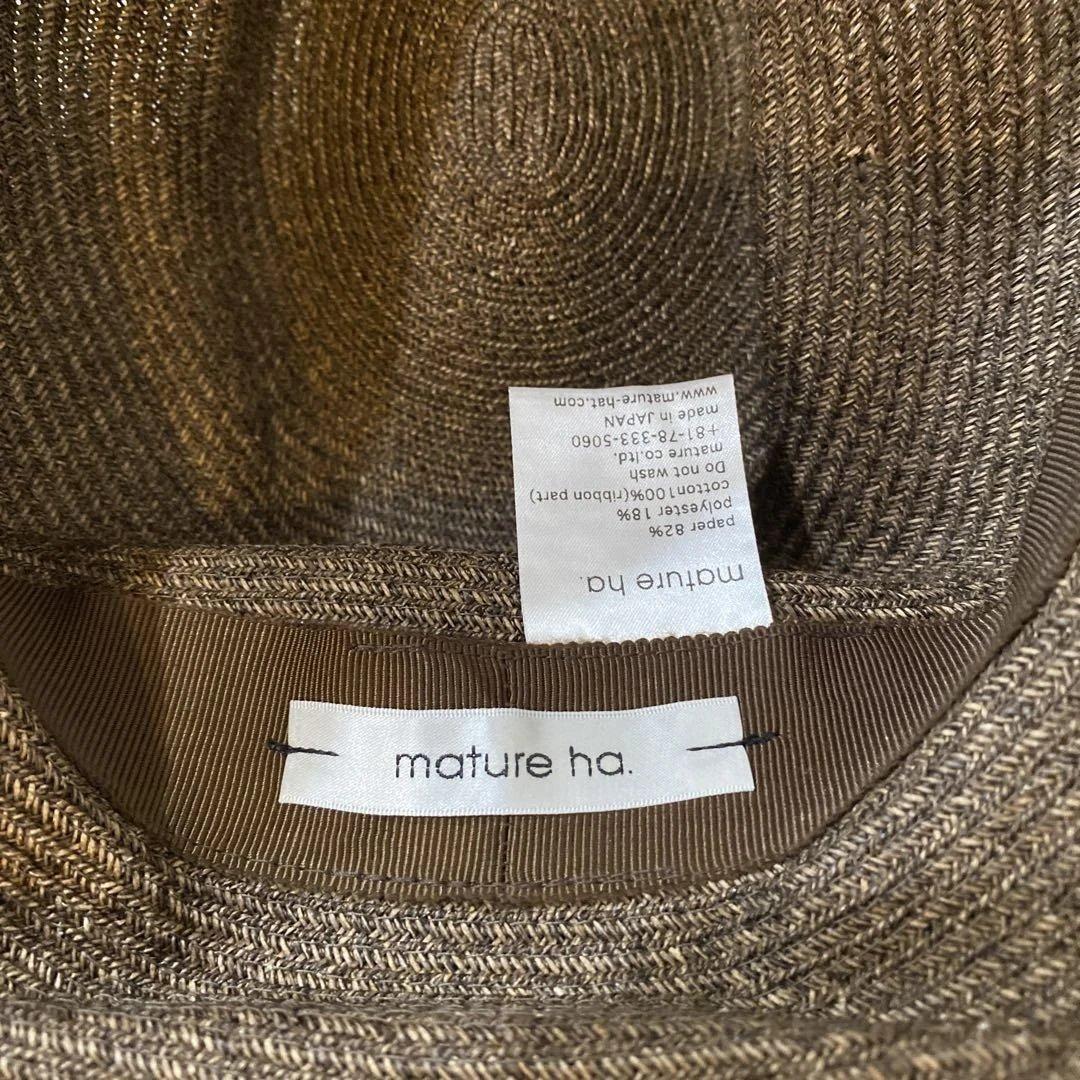 mature ha.
paper 82%
polyester 18%
cotton100%(ribbon part)
Do not wash
mature co.ltd.
+81-78-333-5060
made in JAPAN
www.mature-hat.com
mature ha.